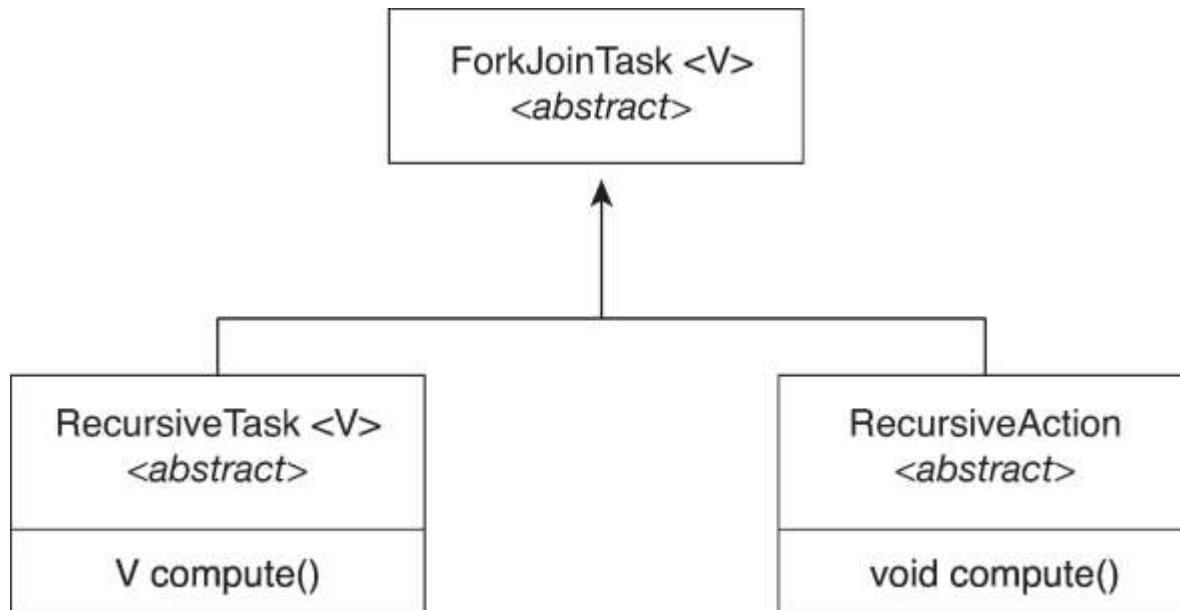 ForkJoinTask <V>
<abstract>
RecursiveTask <V>
<abstract>
V compute()
RecursiveAction
<abstract>
void compute()